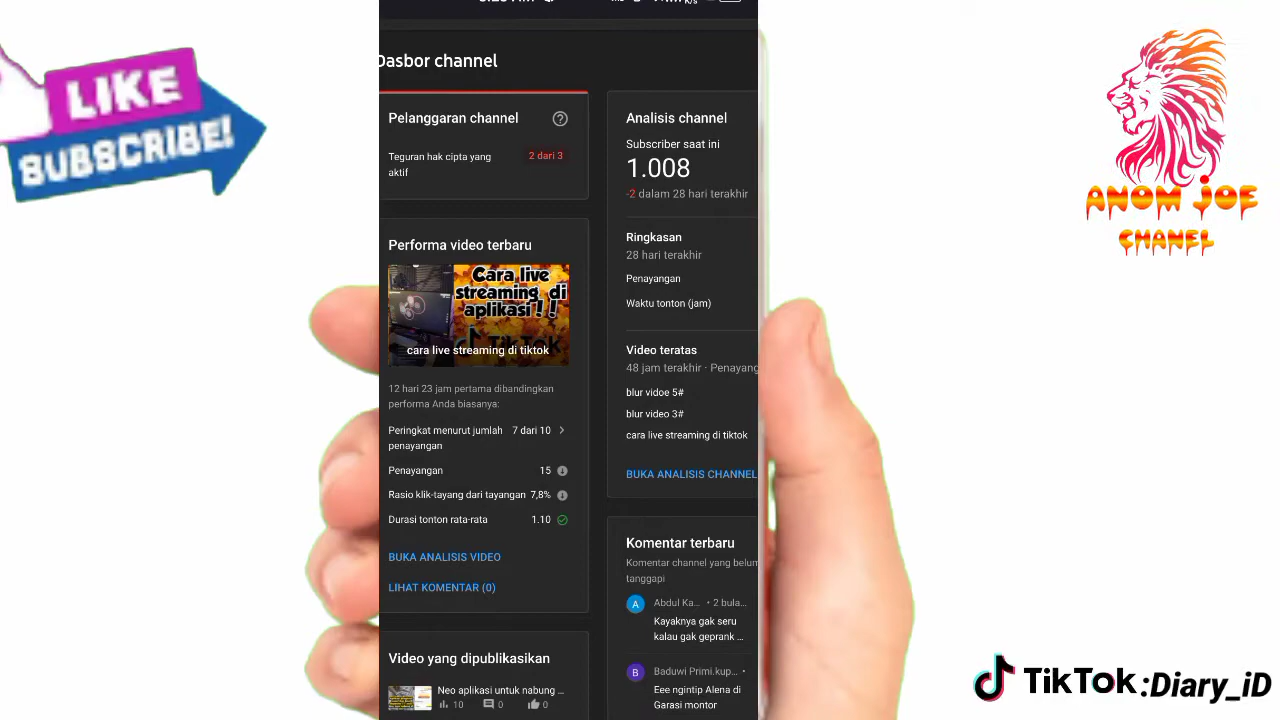 LIKE
SUBSCRIBE!
Dasbor channel
Pelanggaran channel
Teguran hak cipta yang
aktif
2 dari 3
Performa video terbaru
Cara live
streaming di
aplikasi!!
TikTok
cara live streaming di tiktok
12 hari 23 jam pertama dibandingkan
performa Anda biasanya:
Peringkat menurut jumlah
penayangan
7 dari 10
Penayangan 15
Rasio klik-tayang dari tayangan 7,8%
Durasi tonton rata-rata 1.10
BUKA ANALISIS VIDEO
LIHAT KOMENTAR (0)
Video yang dipublikasikan
Neo aplikasi untuk nabung ...
10 0 0
Analisis channel
Subscriber saat ini
1.008
-2 dalam 28 hari terakhir
Ringkasan
28 hari terakhir
Penayangan
Waktu tonton (jam)
Video teratas
48 jam terakhir · Penayang
blur vidoe 5#
blur video 3#
cara live streaming di tiktok
BUKA ANALISIS CHANNEL
Komentar terbaru
Komentar channel yang belum
tanggapi
A
Abdul Ka... • 2 bula...
Kayaknya gak seru
kalau gak geprank ...
B
Baduwi Primi.kup... •
Eee ngintip Alena di
Garasi montor
ANOM JOE
CHANEL
TikTok :Diary_iD